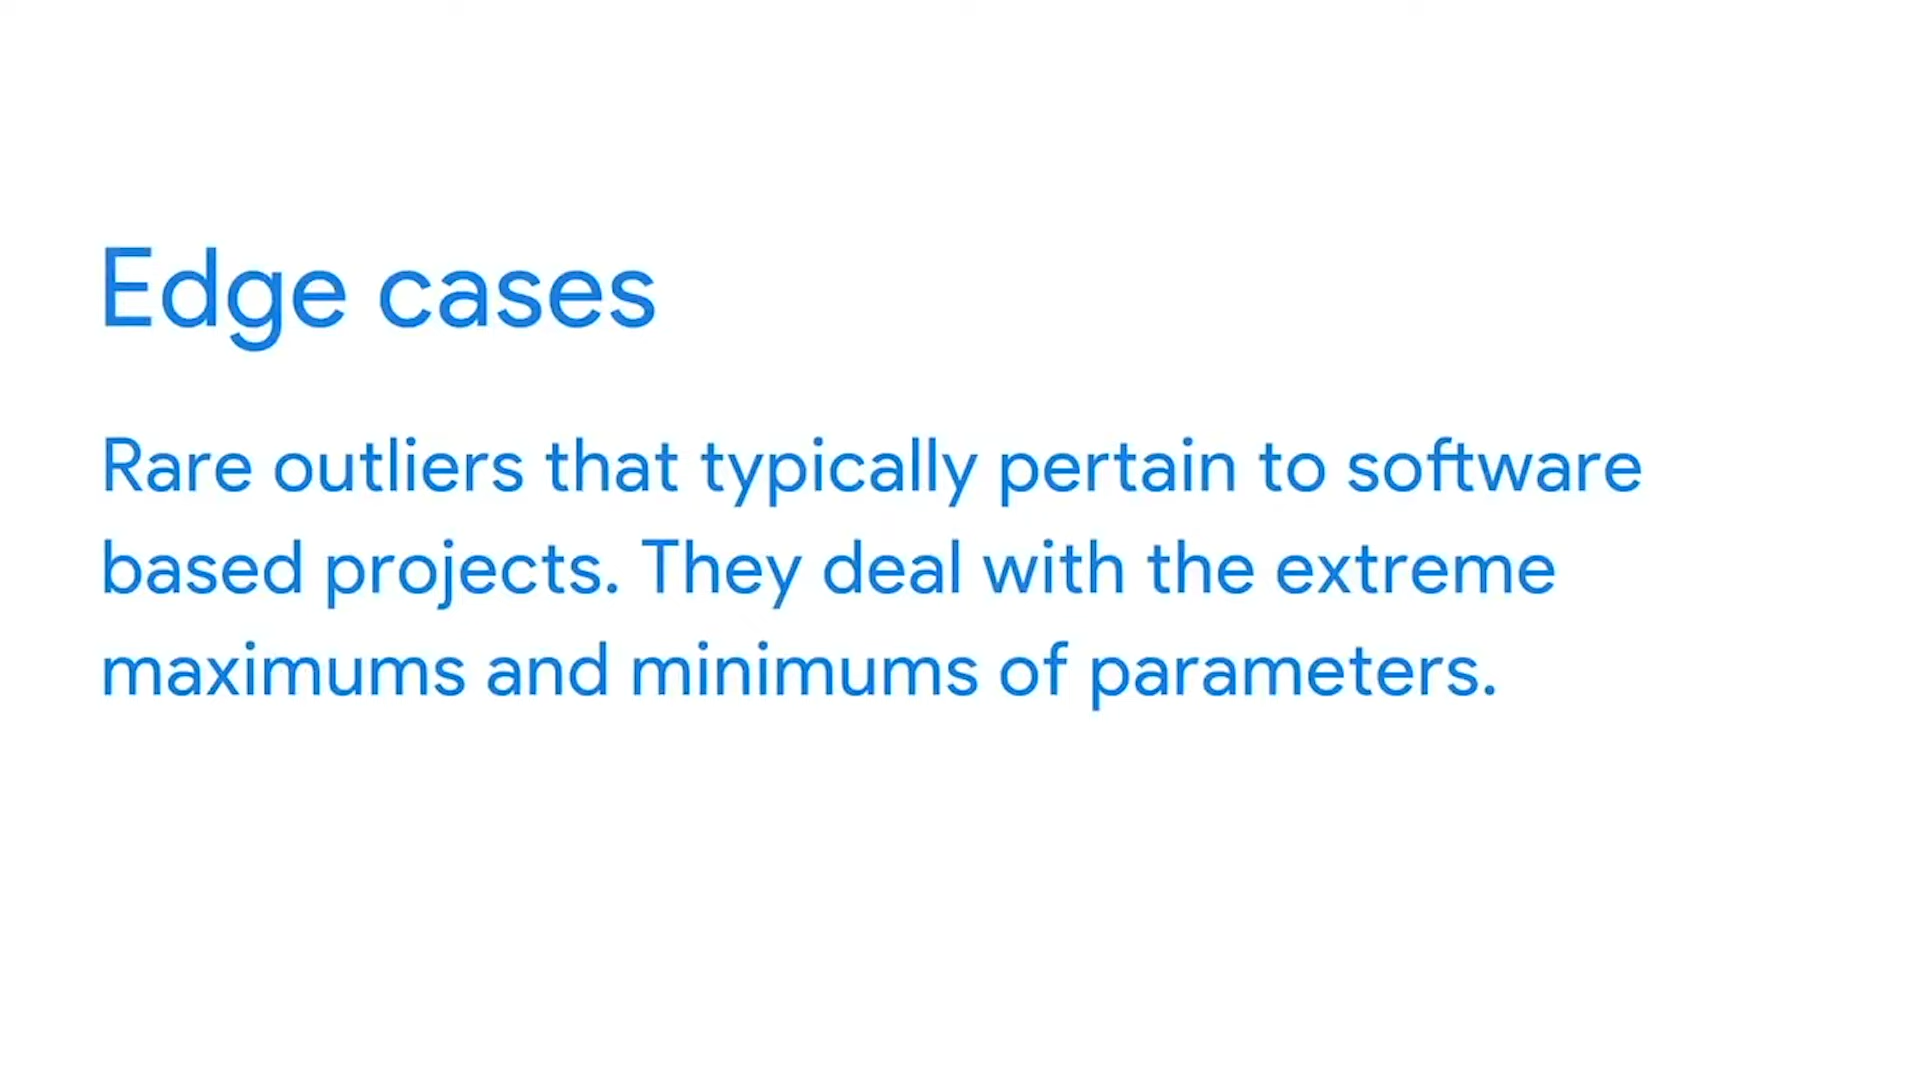 Edge cases
Rare outliers that typically pertain to software
based projects. They deal with the extreme
maximums and minimums of parameters.